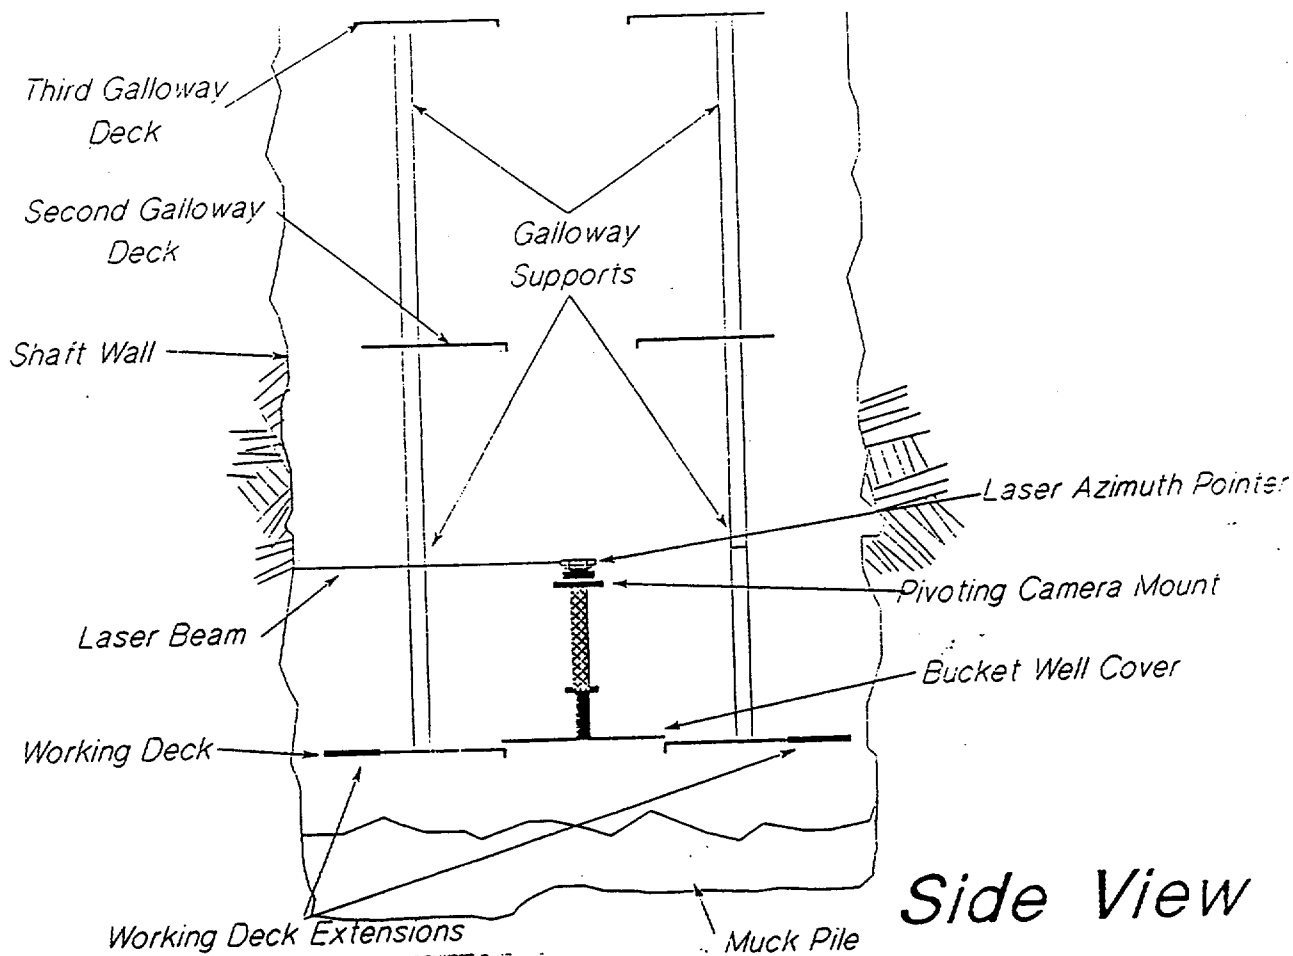 Third Galloway
Deck
Second Galloway
Deck
Galloway
Supports
Shaft Wall
Laser Azimuth Pointer
Pivoting Camera Mount
Laser Beam
Bucket Well Cover
Working Deck
Side View
Working Deck Extensions
Muck Pile